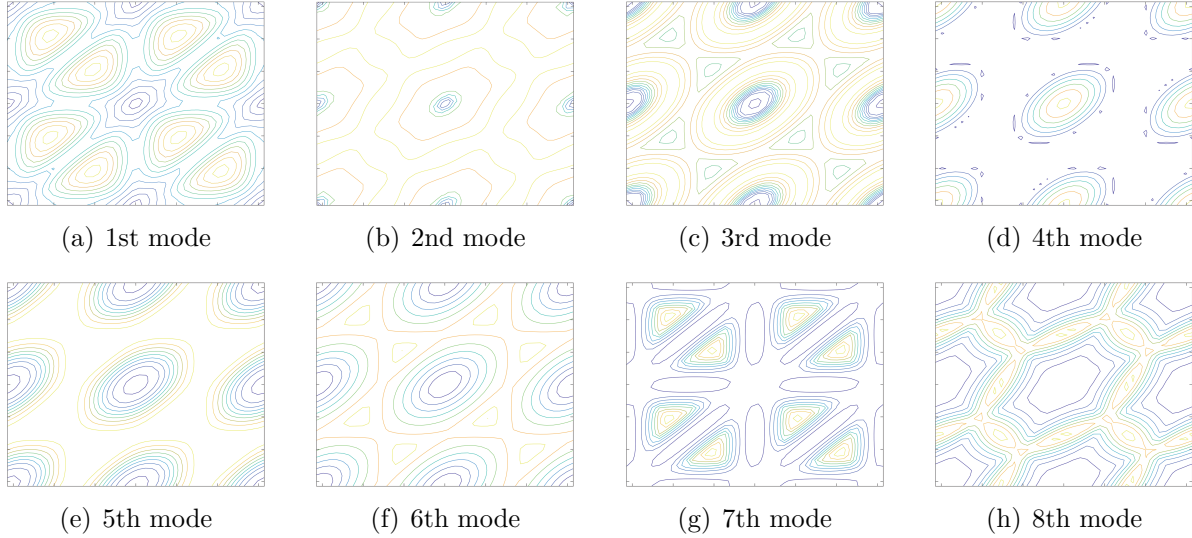 (a) 1st mode
(b) 2nd mode
(c) 3rd mode
(d) 4th mode
(e) 5th mode
(f) 6th mode
(g) 7th mode
(h) 8th mode